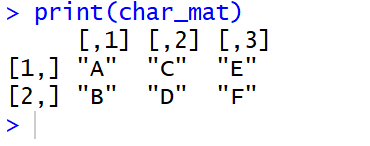 > print(char_mat)
     [,1] [,2] [,3]
[1,] "A"  "C"  "E" 
[2,] "B"  "D"  "F" 
>